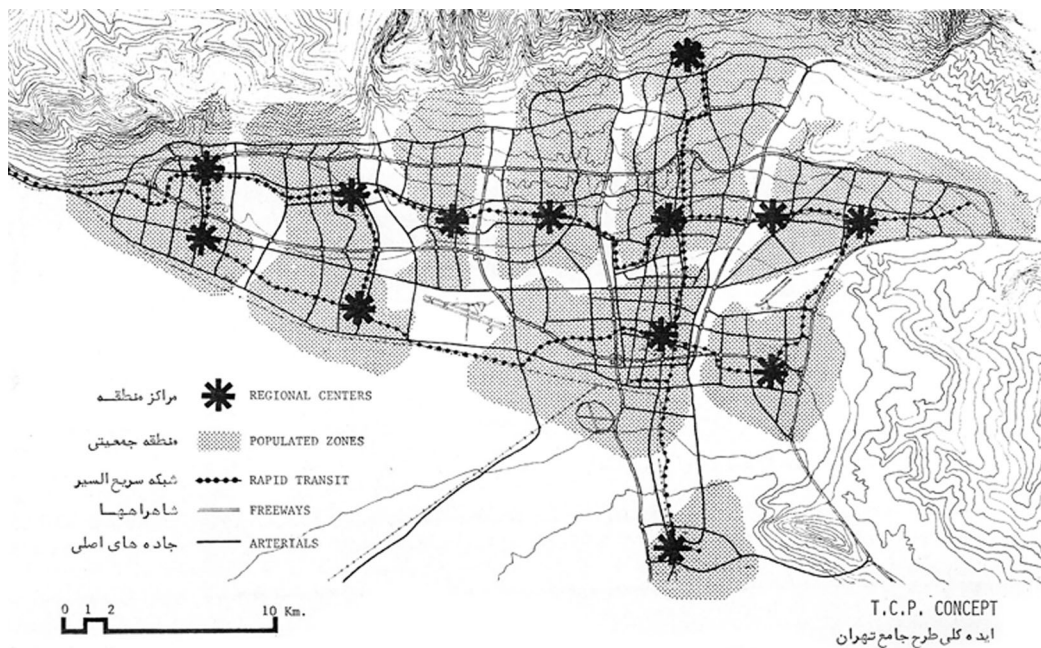 مراکز منطقه REGIONAL CENTERS
منطقه جمعیتی POPULATED ZONES
شبکه سریع السیر RAPID TRANSIT
شاهراهها FREEWAYS
جاده های اصلی ARTERIALS
0 1 2 10 Km.
T.C.P. CONCEPT
ایده کلی طرح جامع تهران